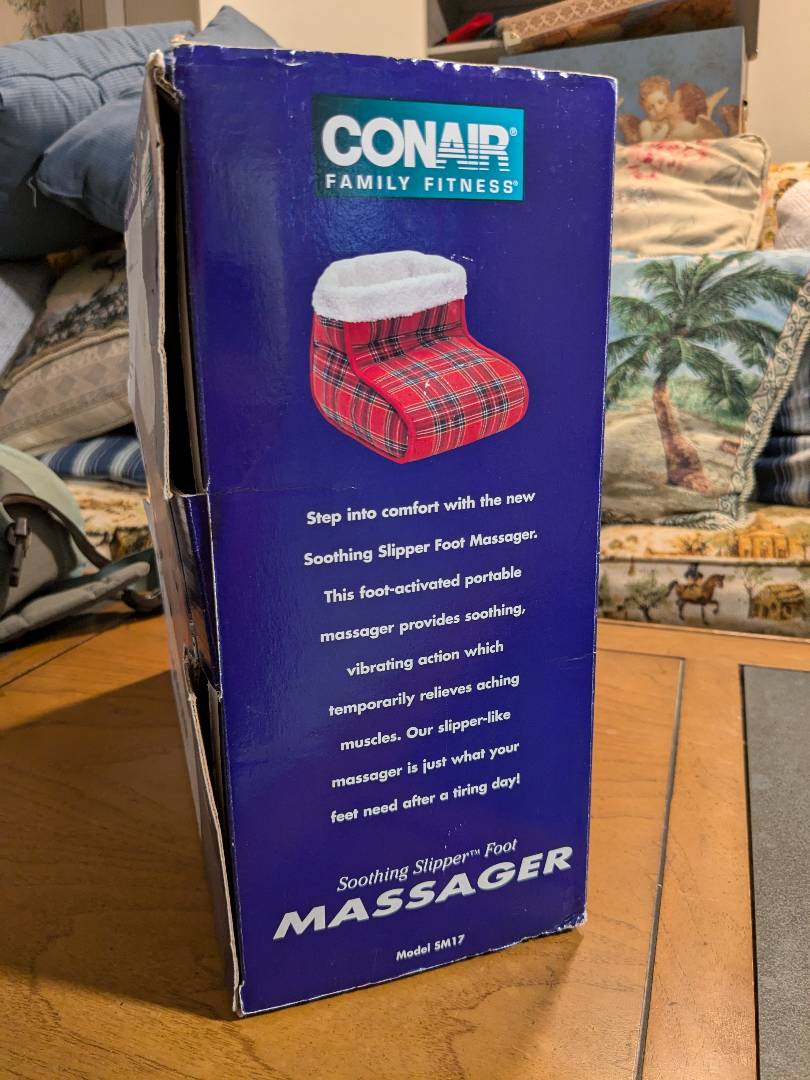 CONAIR®
FAMILY FITNESS®
Step into comfort with the new
Soothing Slipper Foot Massager.
This foot-activated portable
massager provides soothing,
vibrating action which
temporarily relieves aching
muscles. Our slipper-like
massager is just what your
feet need after a tiring day!
Soothing Slipper™ Foot
MASSAGER
Model SM17